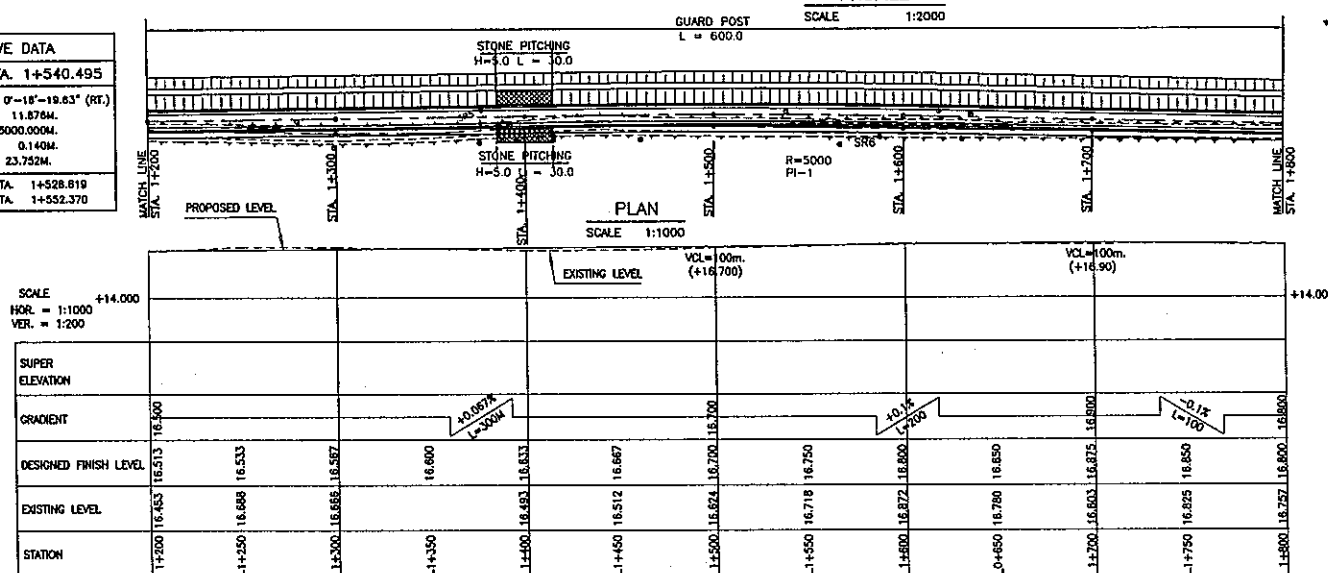 SCALE 1:2000
GUARD POST
L = 600.0
VE DATA
TA. 1+540.495
0'-18'-19.63" (RT.)
11.876M.
5000.000M.
0.140M.
23.752M.
TA. 1+528.619
TA. 1+552.370
STONE PITCHING
H=5.0 L = 30.0
STONE PITCHING
H=5.0 L = 30.0
SR6
R=5000
PI-1
MATCH LINE
STA. 1+200
STA. 1+300
STA. 1+400
STA. 1+500
STA. 1+600
STA. 1+700
MATCH LINE
STA. 1+800
PLAN
SCALE 1:1000
PROPOSED LEVEL
EXISTING LEVEL
VCL=100m.
(+16.700)
VCL=100m.
(+16.90)
SCALE
HOR. = 1:1000
VER. = 1:200
+14.000
+14.00
SUPER
ELEVATION
GRADIENT 16.500 +0.067% L=300M 16.700 +0.1% L=200 16.900 -0.1% L=100 16.800
DESIGNED FINISH LEVEL 16.513 16.533 16.567 16.600 16.633 16.667 16.700 16.750 16.800 16.850 16.875 16.850 16.800
EXISTING LEVEL 16.453 16.688 16.666 16.493 16.512 16.624 16.718 16.872 16.780 16.803 16.825 16.757
STATION 1+200 1+250 1+300 1+350 1+400 1+450 1+500 1+550 1+600 0+650 1+700 1+750 1+800